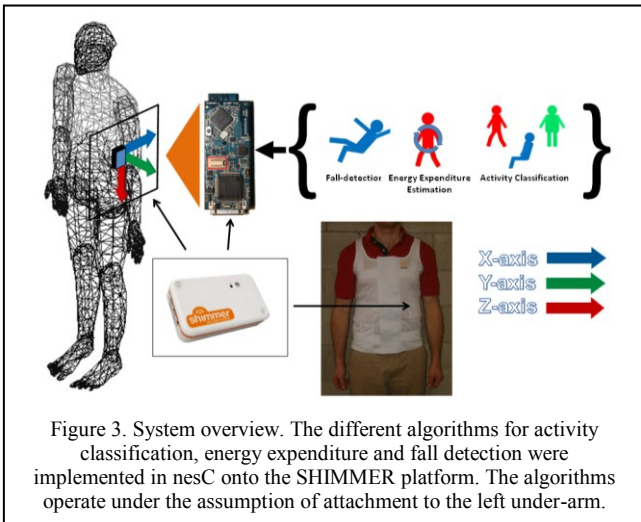 Fall-detection
Energy Expenditure
Estimation
Activity Classification
X-axis
Y-axis
Z-axis
shimmer
Figure 3. System overview. The different algorithms for activity
classification, energy expenditure and fall detection were
implemented in nesC onto the SHIMMER platform. The algorithms
operate under the assumption of attachment to the left under-arm.